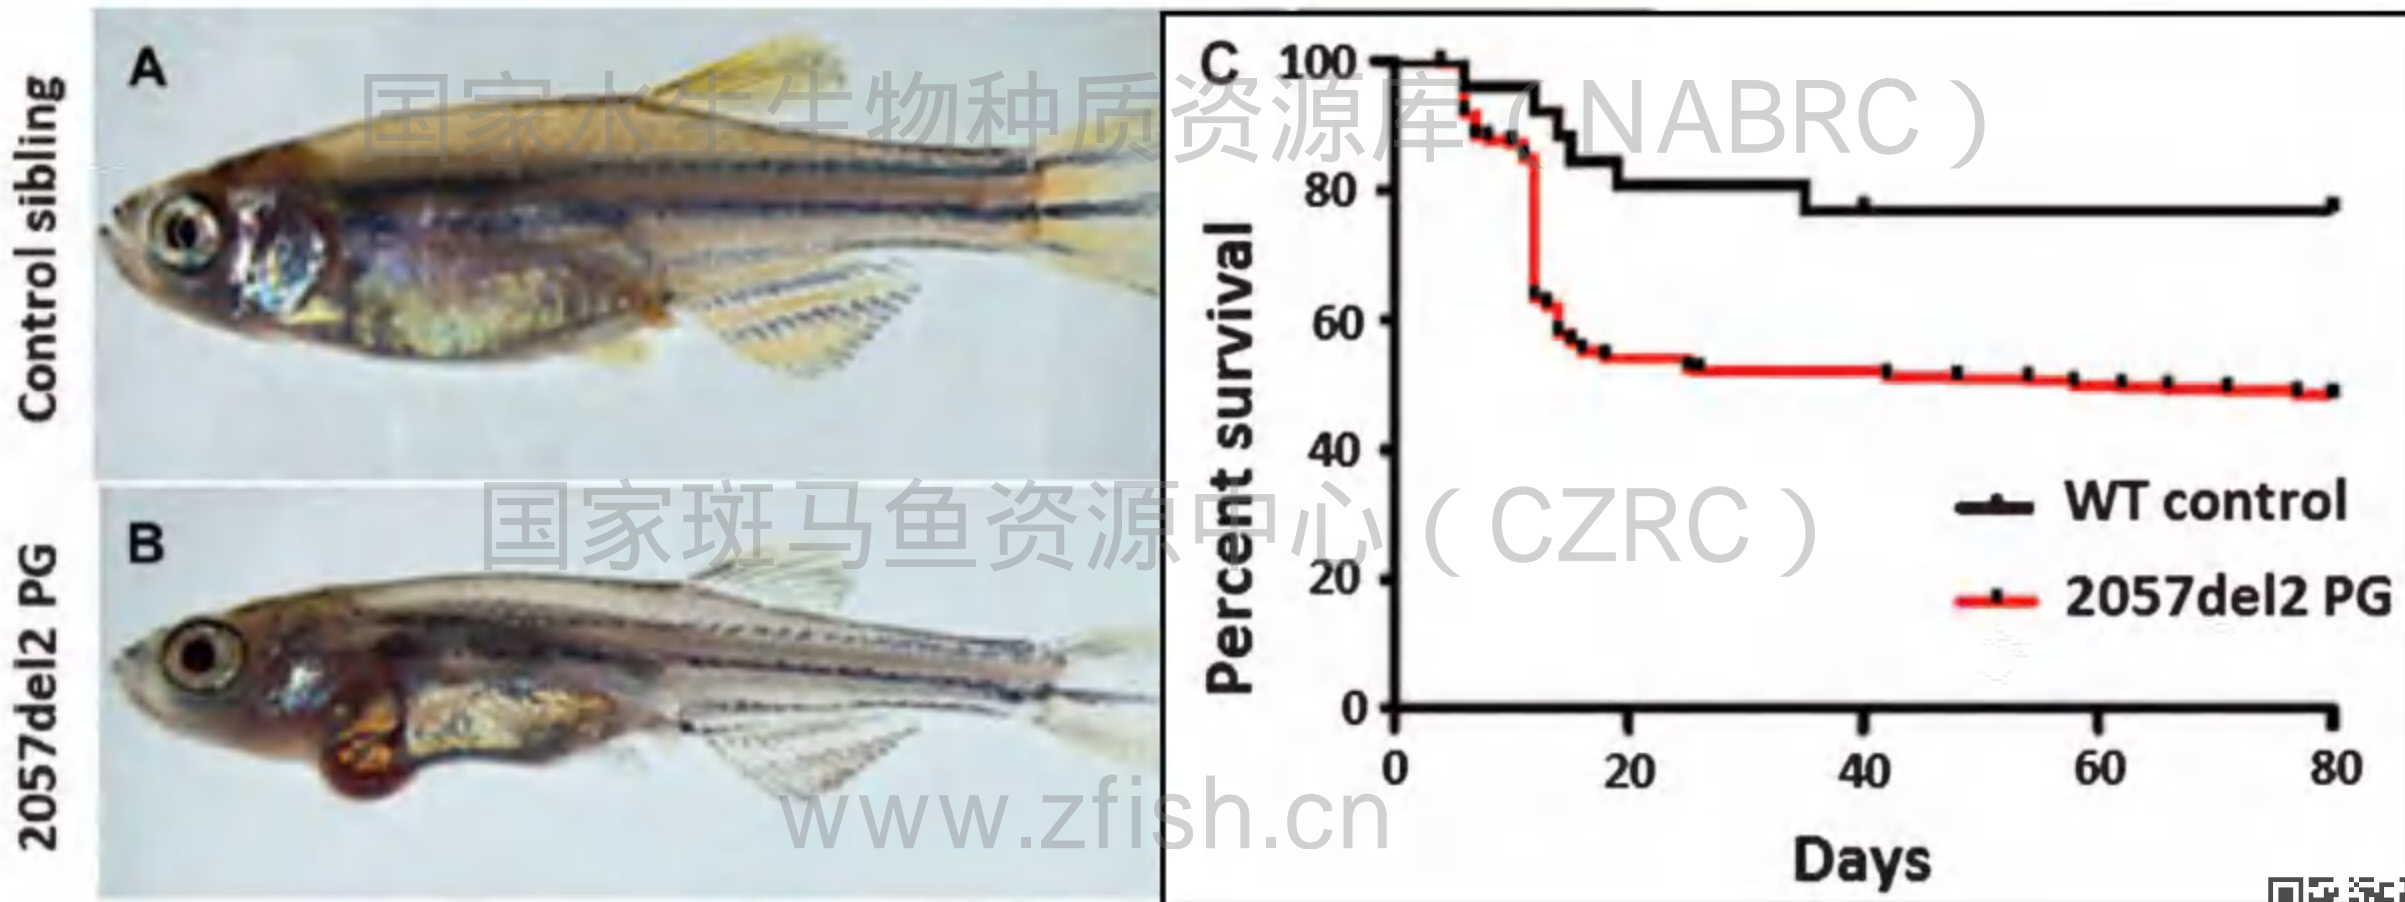 Control sibling
A
2057del2 PG
B
C
Percent survival
100
80
60
40
20
0
0 20 40 60 80
Days
WT control
2057del2 PG
国家水生生物种质资源库（NABRC）
国家斑马鱼资源中心（CZRC）
www.zfish.cn